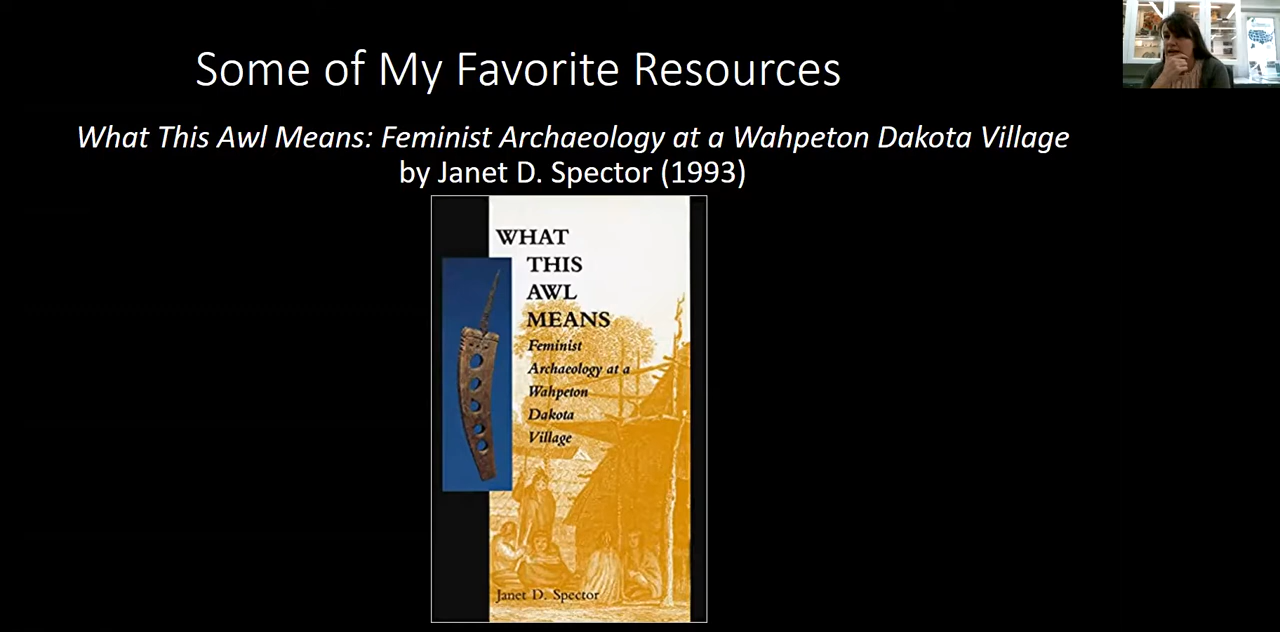 Some of My Favorite Resources
What This Awl Means: Feminist Archaeology at a Wahpeton Dakota Village
by Janet D. Spector (1993)
WHAT
THIS
AWL
MEANS
Feminist
Archaeology at a
Wahpeton
Dakota
Village
Janet D. Spector